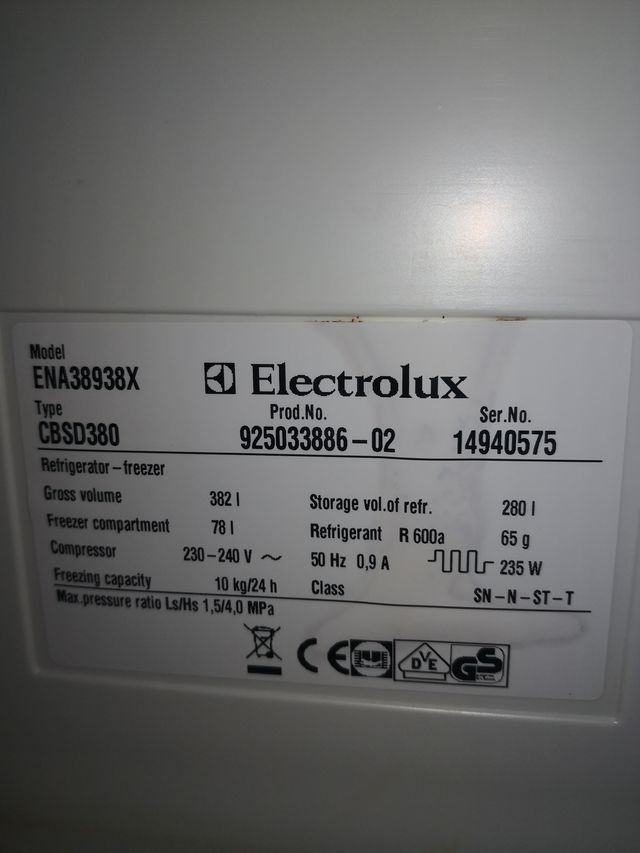 Model
ENA38938X
Electrolux
Type
Prod.No.
Ser.No.
CBSD380
925033886-02
14940575
Refrigerator-freezer
Gross volume 382 l
Storage vol.of refr. 280 l
Freezer compartment 78 l
Refrigerant R 600a 65 g
Compressor 230-240 V ~ 50 Hz 0,9 A 235 W
Freezing capacity 10 kg/24 h
Class SN-N-ST-T
Max.pressure ratio Ls/Hs 1,5/4,0 MPa
CE DVE GS